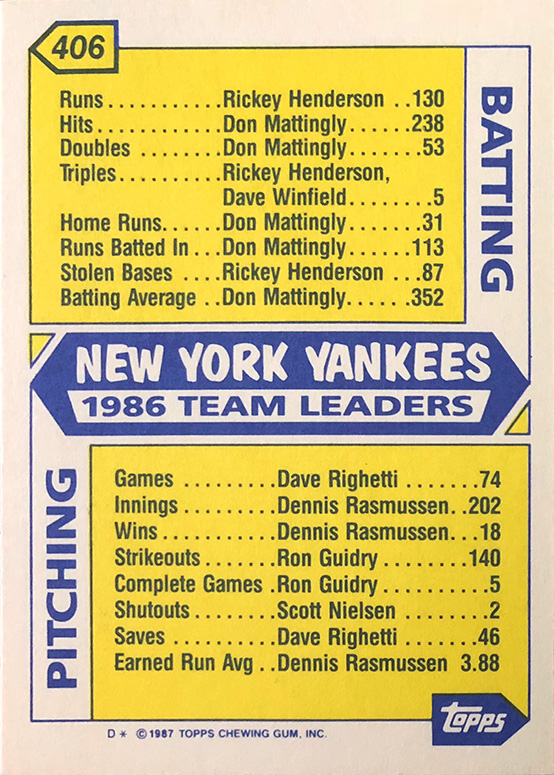 406
BATTING
Runs...........Rickey Henderson ..130
Hits............Don Mattingly......238
Doubles ........Don Mattingly......53
Triples..........Rickey Henderson,
Dave Winfield........5
Home Runs......Don Mattingly......31
Runs Batted In ...Don Mattingly.....113
Stolen Bases ....Rickey Henderson ...87
Batting Average ..Don Mattingly......352
NEW YORK YANKEES
1986 TEAM LEADERS
PITCHING
Games .........Dave Righetti .......74
Innings .........Dennis Rasmussen..202
Wins............Dennis Rasmussen...18
Strikeouts .......Ron Guidry ........140
Complete Games .Ron Guidry ..........5
Shutouts ........Scott Nielsen ........2
Saves ..........Dave Righetti .......46
Earned Run Avg ..Dennis Rasmussen 3.88
TOPPS
D * © 1987 TOPPS CHEWING GUM, INC.